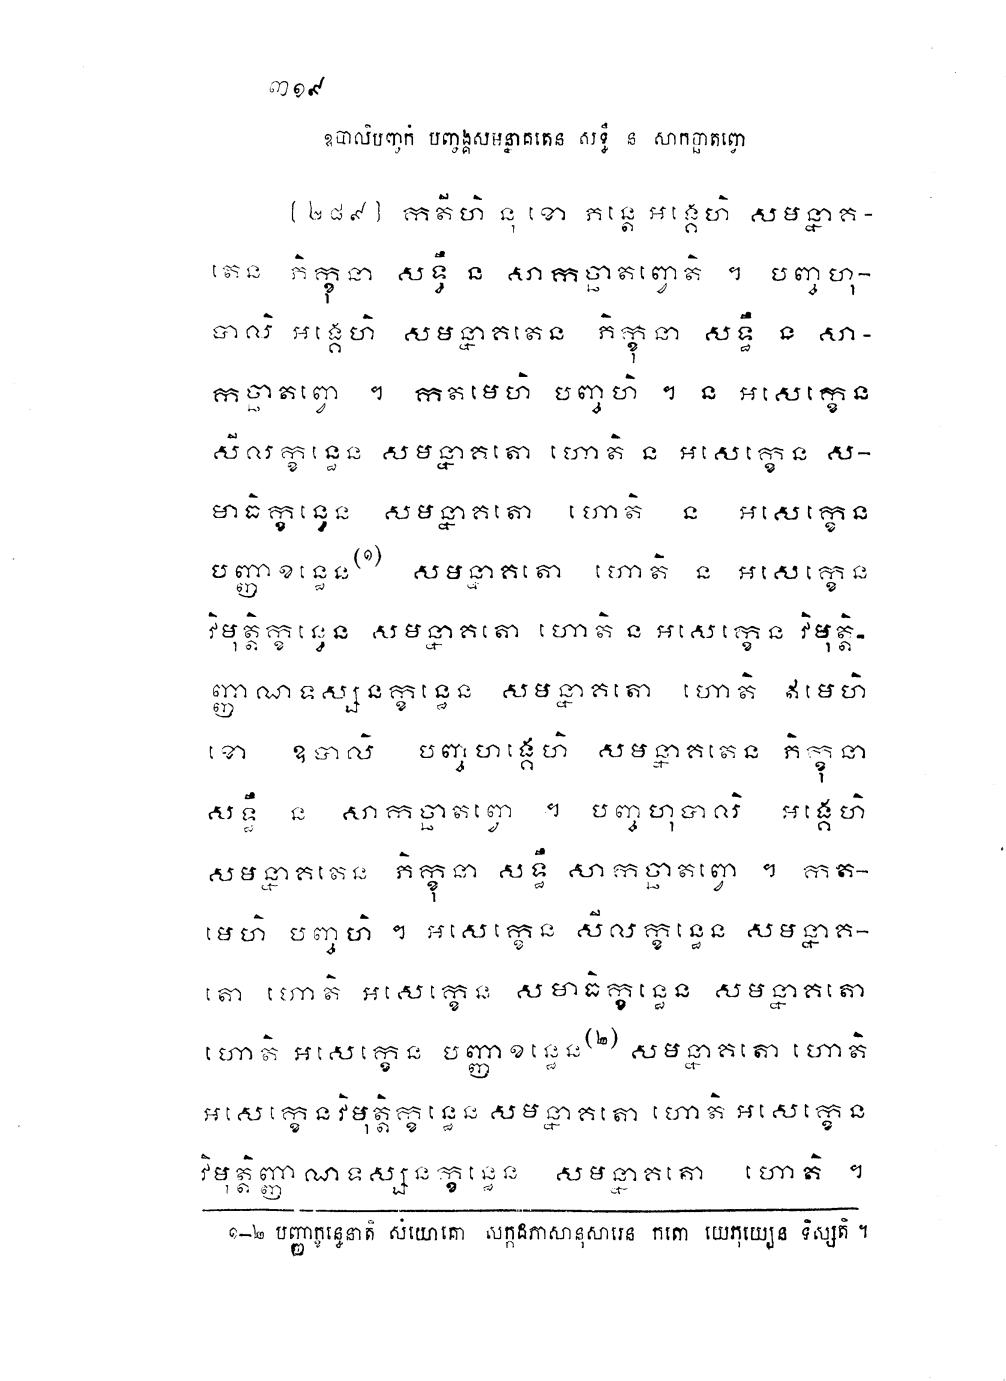 ៣១៩
ឧបាលិបញ្ចកំ បញ្ចង្គសមន្នាគតេន សទ្ធឹ ន សាកច្ឆាតព្វោ
[២៨៩] កតីហិ នុ ខោ ភន្តេ អង្គេហិ សមន្នាគ-
តេន ភិក្ខុនា សទ្ធឹ ន សាកច្ឆាតព្វោតិ ។ បញ្ចហុ-
បាលិ អង្គេហិ សមន្នាគតេន ភិក្ខុនា សទ្ធឹ ន សា-
កច្ឆាតព្វោ ។ កតមេហិ បញ្ចហិ ។ ន អសេក្ខេន
សីលក្ខន្ធេន សមន្នាគតោ ហោតិ ន អសេក្ខេន ស-
មាធិក្ខន្ធេន សមន្នាគតោ ហោតិ ន អសេក្ខេន
បញ្ញាខន្ធេន(១) សមន្នាគតោ ហោតិ ន អសេក្ខេន
វិមុត្តិក្ខន្ធេន សមន្នាគតោ ហោតិ ន អសេក្ខេន វិមុត្តិ-
ញ្ញាណទស្សនក្ខន្ធេន សមន្នាគតោ ហោតិ ឥមេហិ
ខោ ឧបាលិ បញ្ចហង្គេហិ សមន្នាគតេន ភិក្ខុនា
សទ្ធឹ ន សាកច្ឆាតព្វោ ។ បញ្ចហុបាលិ អង្គេហិ
សមន្នាគតេន ភិក្ខុនា សទ្ធឹ សាកច្ឆាតព្វោ ។ កត-
មេហិ បញ្ចហិ ។ អសេក្ខេន សីលក្ខន្ធេន សមន្នាគ-
តោ ហោតិ អសេក្ខេន សមាធិក្ខន្ធេន សមន្នាគតោ
ហោតិ អសេក្ខេន បញ្ញាខន្ធេន(២) សមន្នាគតោ ហោតិ
អសេក្ខេន វិមុត្តិក្ខន្ធេន សមន្នាគតោ ហោតិ អសេក្ខេន
វិមុត្តិញ្ញាណទស្សនក្ខន្ធេន សមន្នាគតោ ហោតិ ។
១-២ បញ្ញាក្ខន្ធេនាតិ សំយោគោ សក្កដភាសានុសារេន កតោ យេភុយ្យេន ទិស្សតិ ។